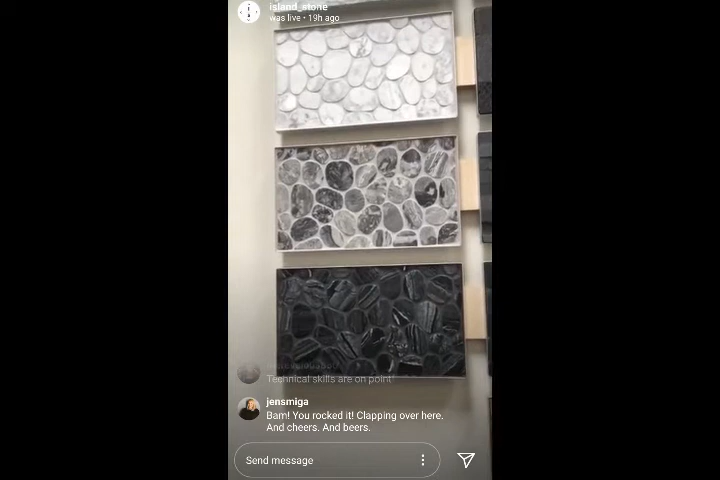 island_stone
was live • 19h ago
Technical skills are on point!
jensmiga
Bam! You rocked it! Clapping over here.
And cheers. And beers.
Send message